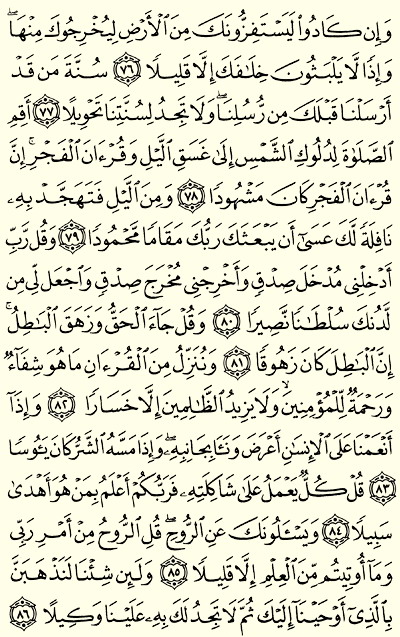 وَإِن كَادُوا۟ لَيَسْتَفِزُّونَكَ مِنَ ٱلْأَرْضِ لِيُخْرِجُوكَ مِنْهَا ۖ
وَإِذًا لَّا يَلْبَثُونَ خِلَـٰفَكَ إِلَّا قَلِيلًا ۝٧٦ سُنَّةَ مَن قَدْ
أَرْسَلْنَا قَبْلَكَ مِن رُّسُلِنَا ۖ وَلَا تَجِدُ لِسُنَّتِنَا تَحْوِيلًا ۝٧٧ أَقِمِ
ٱلصَّلَوٰةَ لِدُلُوكِ ٱلشَّمْسِ إِلَىٰ غَسَقِ ٱلَّيْلِ وَقُرْءَانَ ٱلْفَجْرِ ۖ إِنَّ
قُرْءَانَ ٱلْفَجْرِ كَانَ مَشْهُودًا ۝٧٨ وَمِنَ ٱلَّيْلِ فَتَهَجَّدْ بِهِۦ
نَافِلَةً لَّكَ عَسَىٰٓ أَن يَبْعَثَكَ رَبُّكَ مَقَامًا مَّحْمُودًا ۝٧٩ وَقُل رَّبِّ
أَدْخِلْنِى مُدْخَلَ صِدْقٍ وَأَخْرِجْنِى مُخْرَجَ صِدْقٍ وَٱجْعَل لِّى مِن
لَّدُنكَ سُلْطَـٰنًا نَّصِيرًا ۝٨٠ وَقُلْ جَآءَ ٱلْحَقُّ وَزَهَقَ ٱلْبَـٰطِلُ ۚ
إِنَّ ٱلْبَـٰطِلَ كَانَ زَهُوقًا ۝٨١ وَنُنَزِّلُ مِنَ ٱلْقُرْءَانِ مَا هُوَ شِفَآءٌ
وَرَحْمَةٌ لِّلْمُؤْمِنِينَ ۙ وَلَا يَزِيدُ ٱلظَّـٰلِمِينَ إِلَّا خَسَارًا ۝٨٢ وَإِذَآ
أَنْعَمْنَا عَلَى ٱلْإِنسَـٰنِ أَعْرَضَ وَنَـَٔا بِجَانِبِهِۦ ۖ وَإِذَا مَسَّهُ ٱلشَّرُّ كَانَ يَـُٔوسًا
۝٨٣ قُلْ كُلٌّ يَعْمَلُ عَلَىٰ شَاكِلَتِهِۦ فَرَبُّكُمْ أَعْلَمُ بِمَنْ هُوَ أَهْدَىٰ
سَبِيلًا ۝٨٤ وَيَسْـَٔلُونَكَ عَنِ ٱلرُّوحِ ۖ قُلِ ٱلرُّوحُ مِنْ أَمْرِ رَبِّى
وَمَآ أُوتِيتُم مِّنَ ٱلْعِلْمِ إِلَّا قَلِيلًا ۝٨٥ وَلَئِن شِئْنَا لَنَذْهَبَنَّ
بِٱلَّذِىٓ أَوْحَيْنَآ إِلَيْكَ ثُمَّ لَا تَجِدُ لَكَ بِهِۦ عَلَيْنَا وَكِيلًا ۝٨٦